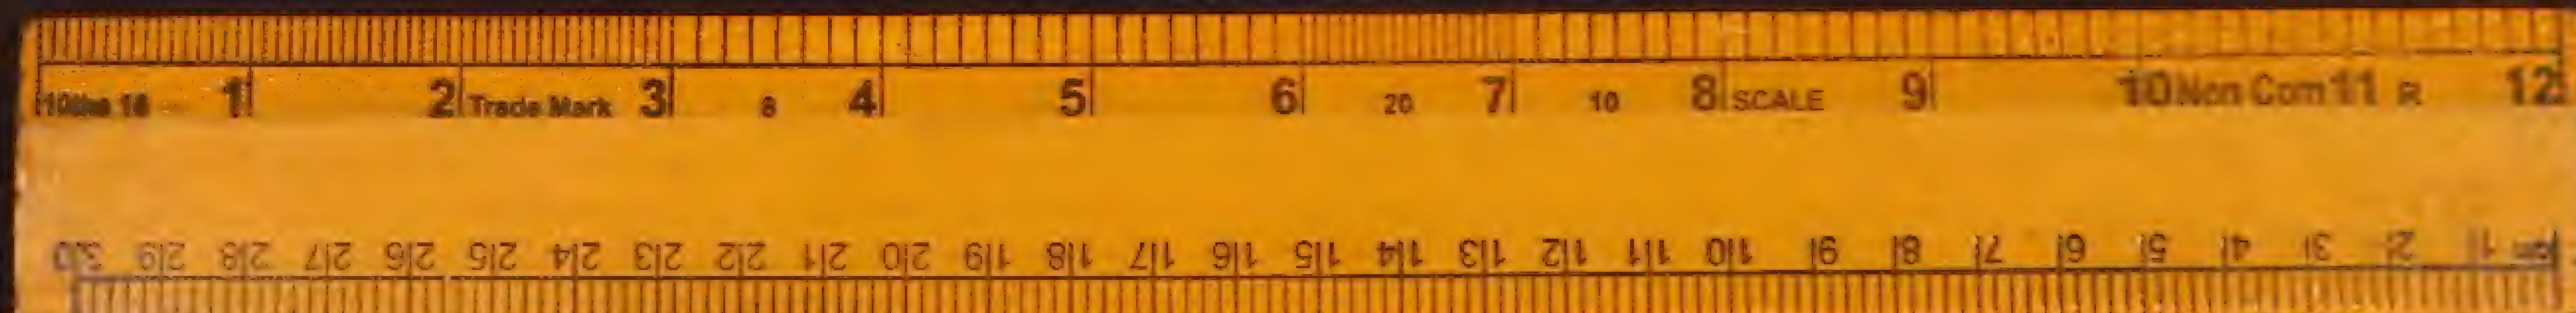 10ths 16 1 2 Trade Mark 3 8 4 5 6 20 7 10 8 SCALE 9 10 Non Com 11 R 12
cm 1 2 3 4 5 6 7 8 9 10 11 12 13 14 15 16 17 18 19 20 21 22 23 24 25 26 27 28 29 30